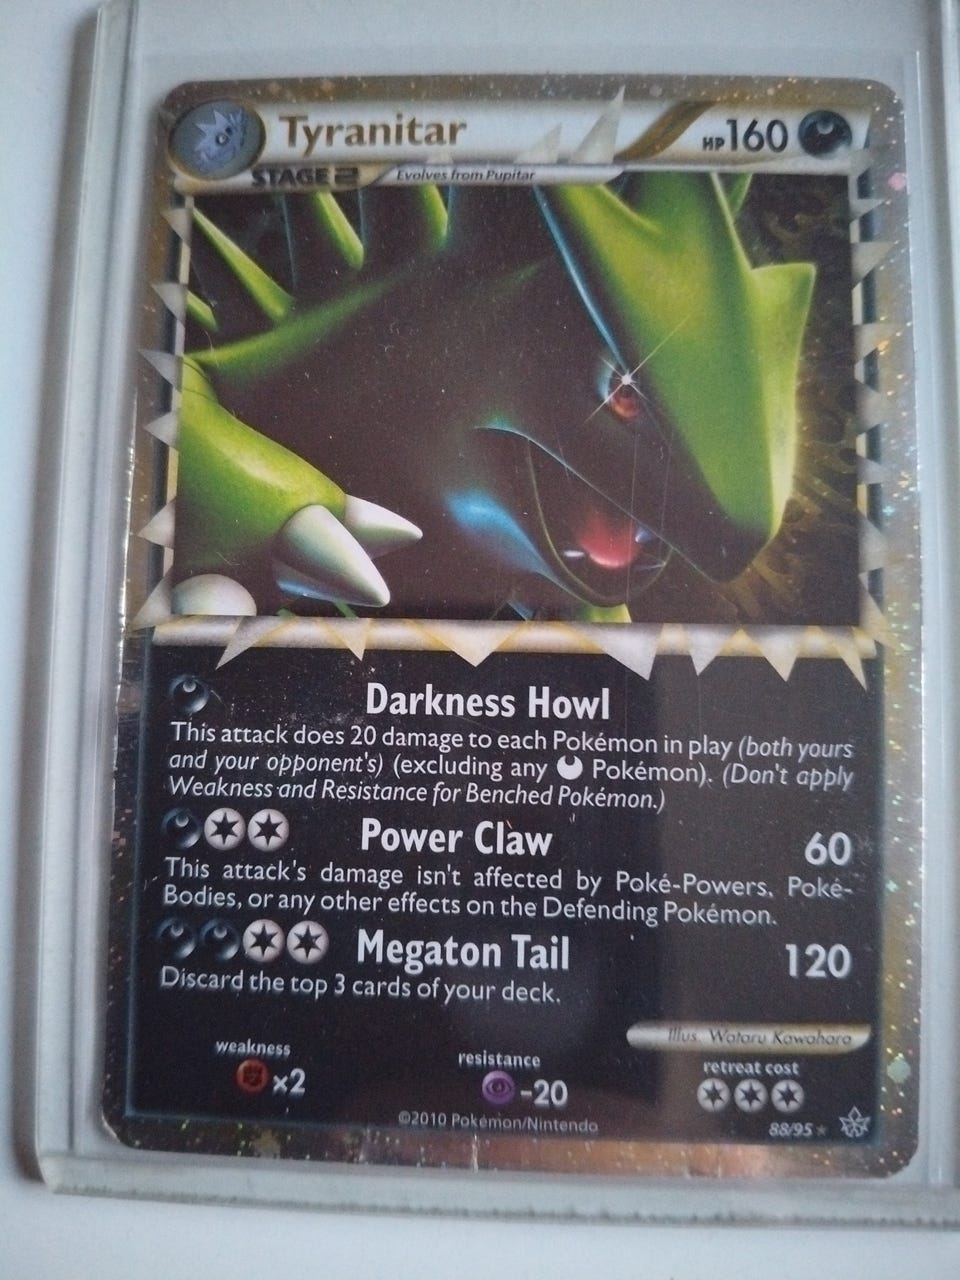 Tyranitar
HP160
STAGE 2
Evolves from Pupitar
Darkness Howl
This attack does 20 damage to each Pokémon in play (both yours
and your opponent's) (excluding any Pokémon). (Don't apply
Weakness and Resistance for Benched Pokémon.)
Power Claw 60
This attack's damage isn't affected by Poké-Powers, Poké-
Bodies, or any other effects on the Defending Pokémon.
Megaton Tail 120
Discard the top 3 cards of your deck.
Illus. Wataru Kawahara
weakness
x2
resistance
-20
retreat cost
©2010 Pokémon/Nintendo
88/95